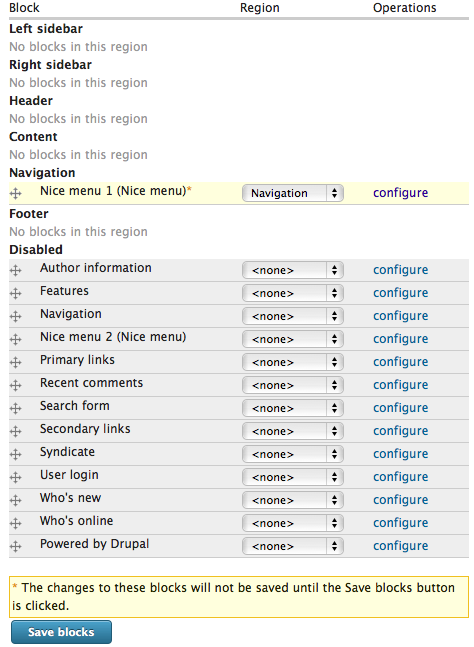 Block Region Operations
Left sidebar
No blocks in this region
Right sidebar
No blocks in this region
Header
No blocks in this region
Content
No blocks in this region
Navigation
Nice menu 1 (Nice menu)* Navigation configure
Footer
No blocks in this region
Disabled
Author information <none> configure
Features <none> configure
Navigation <none> configure
Nice menu 2 (Nice menu) <none> configure
Primary links <none> configure
Recent comments <none> configure
Search form <none> configure
Secondary links <none> configure
Syndicate <none> configure
User login <none> configure
Who's new <none> configure
Who's online <none> configure
Powered by Drupal <none> configure
* The changes to these blocks will not be saved until the Save blocks button
is clicked.
Save blocks